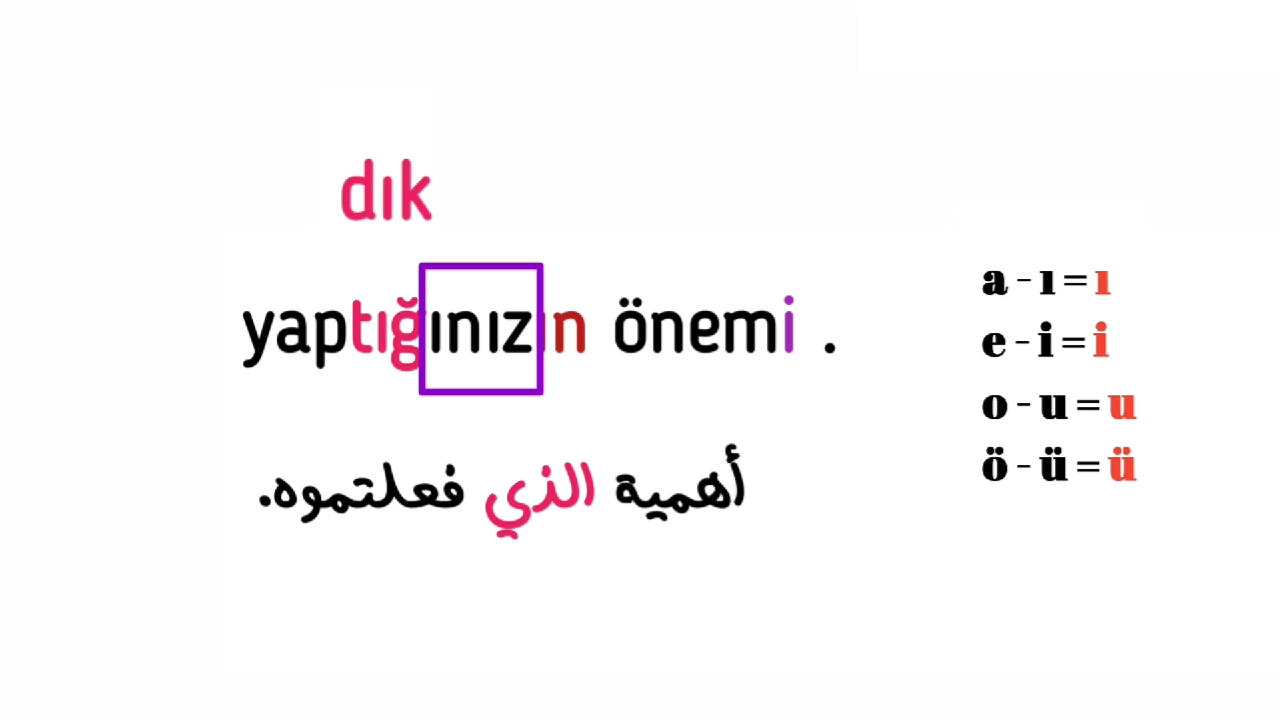 dık
yaptığınızın önemi .
أهمية الذي فعلتموه.
a - ı = ı
e - i = i
o - u = u
ö - ü = ü